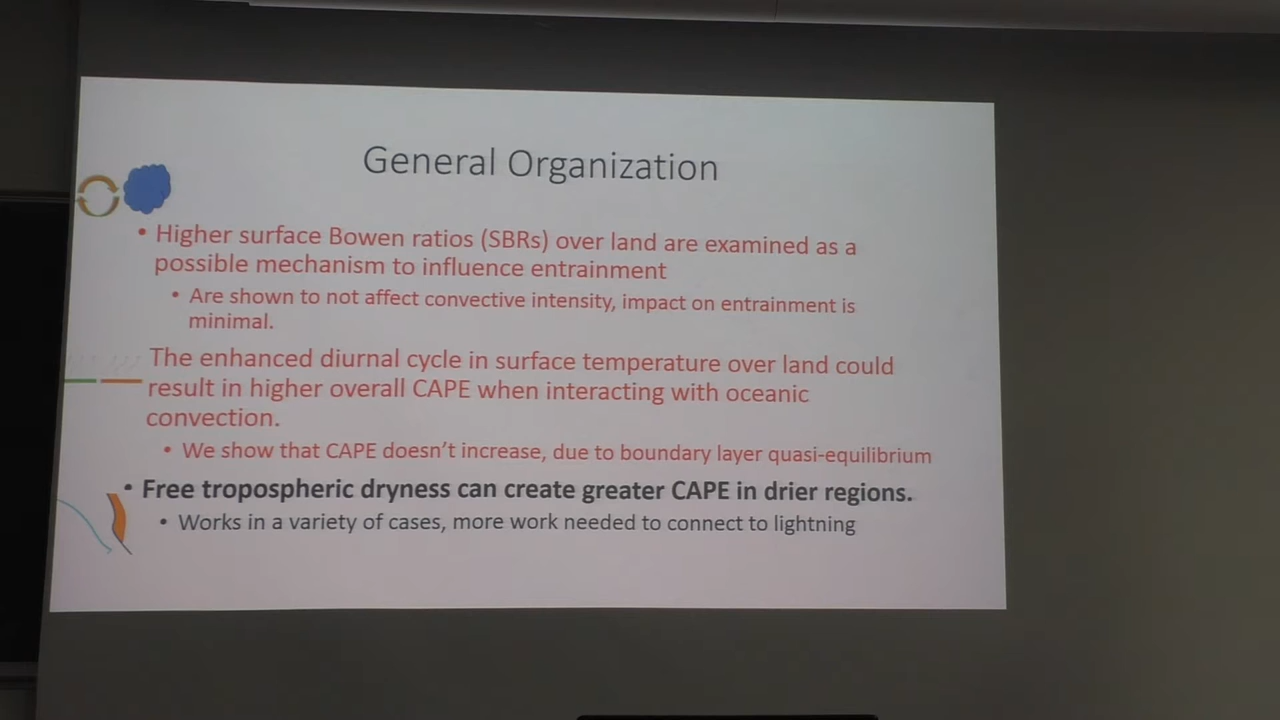 General Organization
• Higher surface Bowen ratios (SBRs) over land are examined as a
possible mechanism to influence entrainment
• Are shown to not affect convective intensity, impact on entrainment is
minimal.
The enhanced diurnal cycle in surface temperature over land could
result in higher overall CAPE when interacting with oceanic
convection.
• We show that CAPE doesn't increase, due to boundary layer quasi-equilibrium
• Free tropospheric dryness can create greater CAPE in drier regions.
• Works in a variety of cases, more work needed to connect to lightning